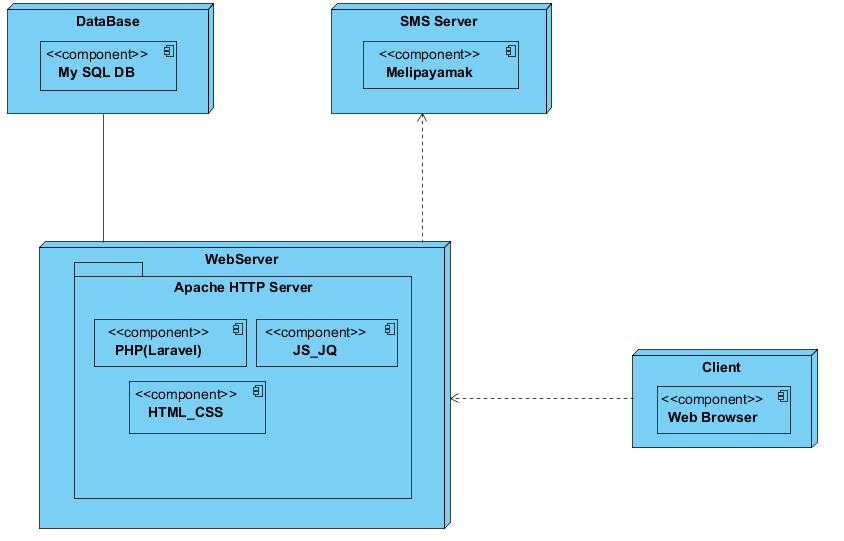 DataBase
<<component>>
My SQL DB
SMS Server
<<component>>
Melipayamak
WebServer
Apache HTTP Server
<<component>>
PHP(Laravel)
<<component>>
JS_JQ
<<component>>
HTML_CSS
Client
<<component>>
Web Browser